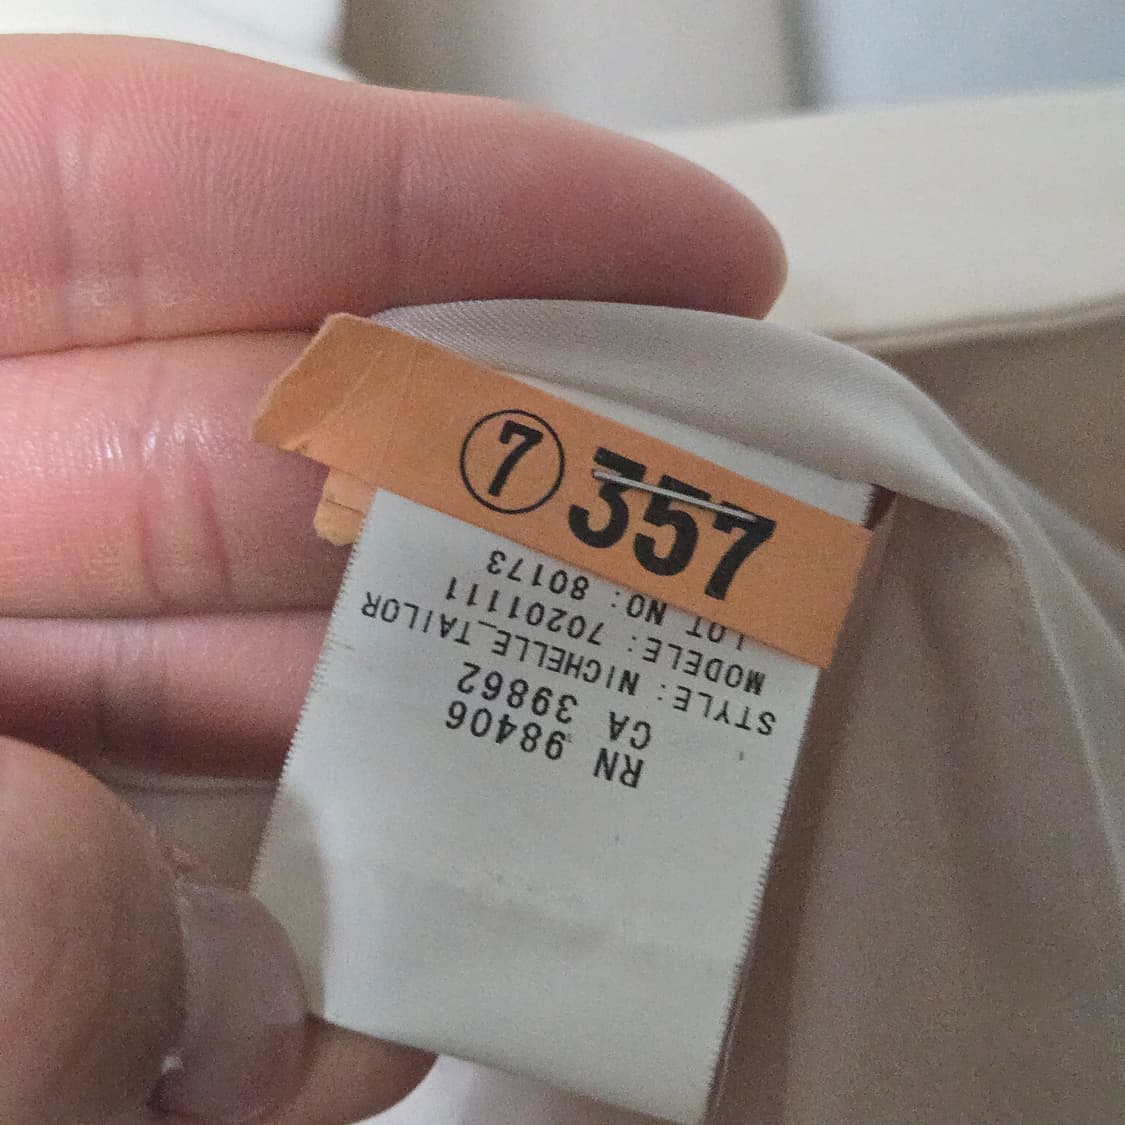 ⑦ 357
RN 98406
CA 39862
STYLE: NICHELLE_TAILOR
MODELE: 70201111
LOT NO: 80173